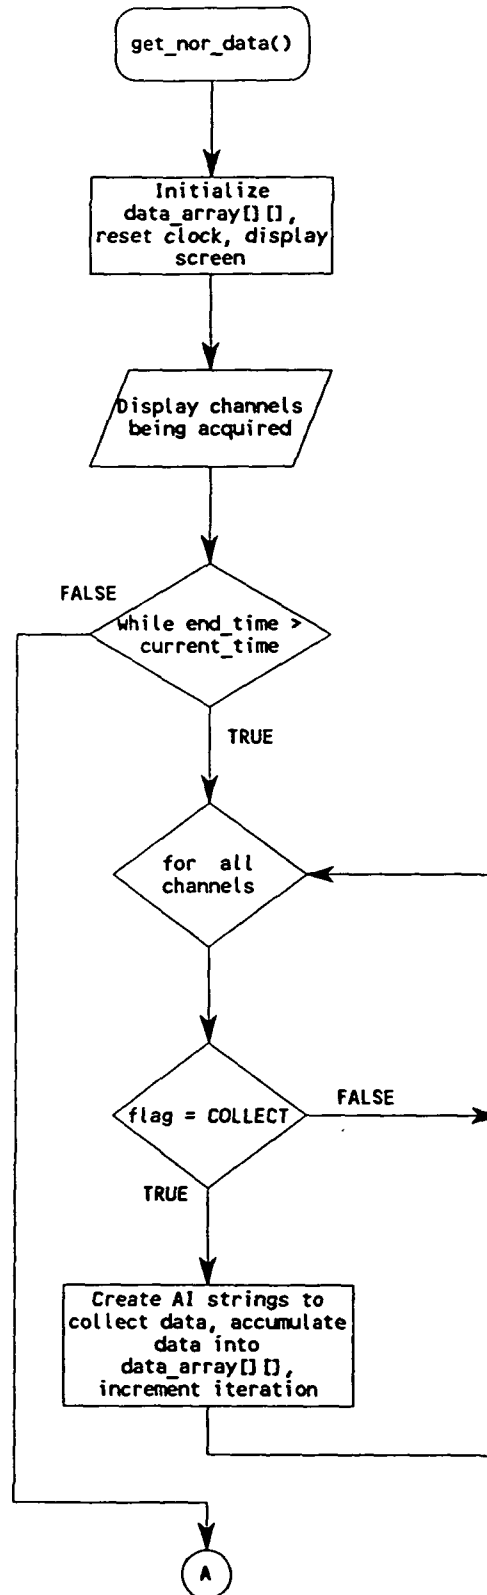 get_nor_data()
Initialize
data_array[][],
reset clock, display
screen
Display channels
being acquired
FALSE
while end_time >
current_time
TRUE
for all
channels
flag = COLLECT
FALSE
TRUE
Create AI strings to
collect data, accumulate
data into
data_array[][],
increment iteration
A